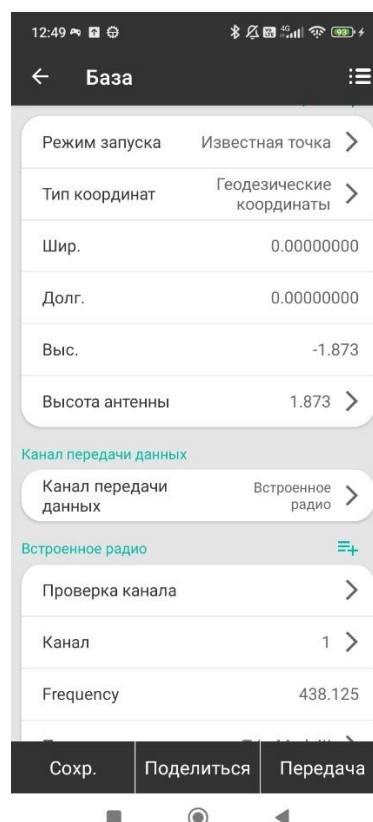 12:49
4G
93
База
Режим запуска Известная точка
Тип координат Геодезические
координаты
Шир. 0.00000000
Долг. 0.00000000
Выс. -1.873
Высота антенны 1.873
Канал передачи данных
Канал передачи Встроенное
данных радио
Встроенное радио
Проверка канала
Канал 1
Frequency 438.125
Сохр. Поделиться Передача